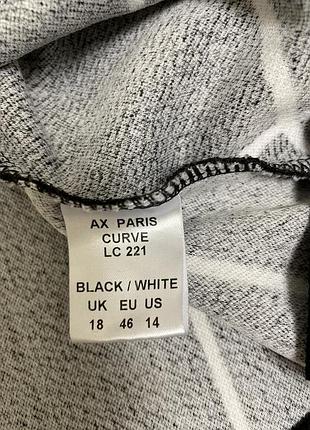 AX PARIS
CURVE
LC 221
BLACK / WHITE
UK EU US
18 46 14